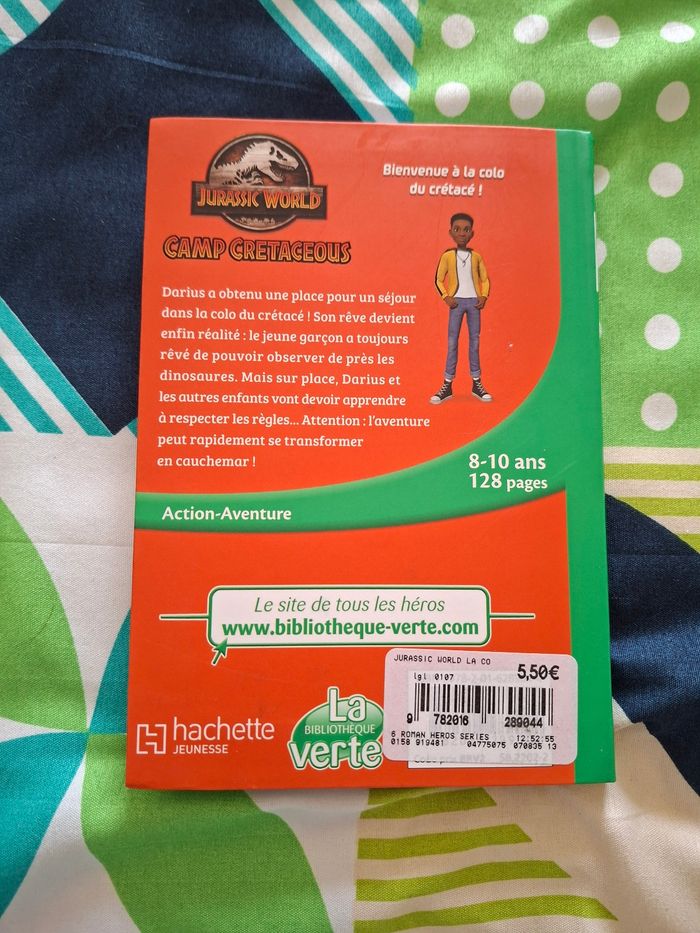 JURASSIC WORLD
CAMP CRETACEOUS
Bienvenue à la colo
du crétacé !
Darius a obtenu une place pour un séjour
dans la colo du crétacé ! Son rêve devient
enfin réalité : le jeune garçon a toujours
rêvé de pouvoir observer de près les
dinosaures. Mais sur place, Darius et
les autres enfants vont devoir apprendre
à respecter les règles... Attention : l'aventure
peut rapidement se transformer
en cauchemar !
8-10 ans
128 pages
Action-Aventure
Le site de tous les héros
www.bibliotheque-verte.com
hachette
JEUNESSE
La
BIBLIOTHÈQUE
verte
JURASSIC WORLD LA CO
lgl 0107
5,50€
9 782016 289044
6 ROMAN HEROS SERIES 12:52:55
0158 919481 04775075 070835 13